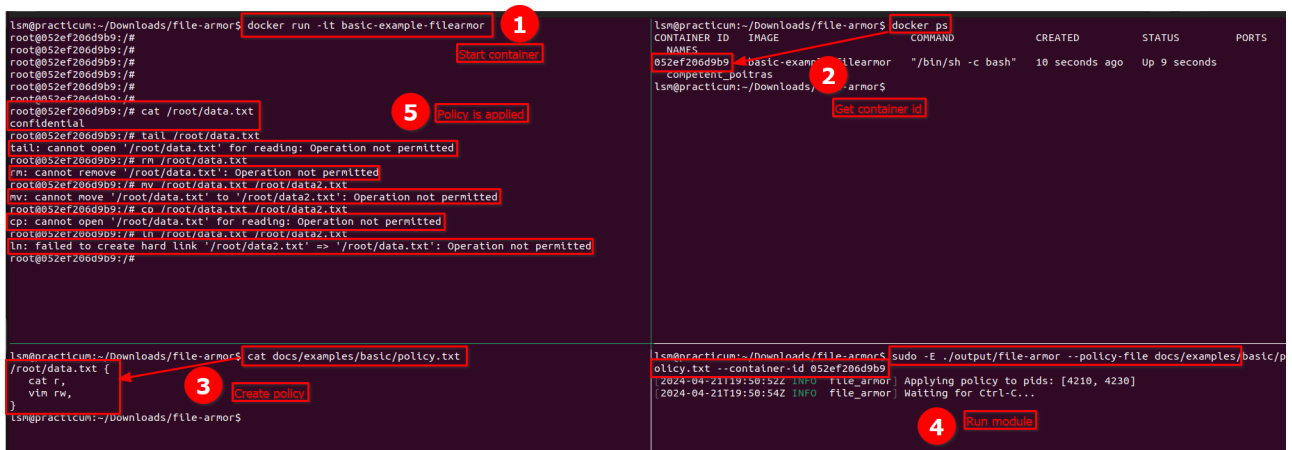 lsm@practicum:~/Downloads/file-armor$ docker run -it basic-example-filearmor
root@052ef206d9b9:/#
root@052ef206d9b9:/#
root@052ef206d9b9:/#
root@052ef206d9b9:/#
root@052ef206d9b9:/#
root@052ef206d9b9:/#
root@052ef206d9b9:/# cat /root/data.txt
confidential
root@052ef206d9b9:/# tail /root/data.txt
tail: cannot open '/root/data.txt' for reading: Operation not permitted
root@052ef206d9b9:/# rm /root/data.txt
rm: cannot remove '/root/data.txt': Operation not permitted
root@052ef206d9b9:/# mv /root/data.txt /root/data2.txt
mv: cannot move '/root/data.txt' to '/root/data2.txt': Operation not permitted
root@052ef206d9b9:/# cp /root/data.txt /root/data2.txt
cp: cannot open '/root/data.txt' for reading: Operation not permitted
root@052ef206d9b9:/# ln /root/data.txt /root/data2.txt
ln: failed to create hard link '/root/data2.txt' => '/root/data.txt': Operation not permitted
root@052ef206d9b9:/#
1
Start container
5
Policy is applied
lsm@practicum:~/Downloads/file-armor$ docker ps
CONTAINER ID IMAGE COMMAND CREATED STATUS PORTS
NAMES
052ef206d9b9 basic-example-filearmor "/bin/sh -c bash" 10 seconds ago Up 9 seconds
competent_poitras
lsm@practicum:~/Downloads/file-armor$
2
Get container id
lsm@practicum:~/Downloads/file-armor$ cat docs/examples/basic/policy.txt
/root/data.txt {
cat r,
vim rw,
}
lsm@practicum:~/Downloads/file-armor$
3
Create policy
lsm@practicum:~/Downloads/file-armor$ sudo -E ./output/file-armor --policy-file docs/examples/basic/p
olicy.txt --container-id 052ef206d9b9
[2024-04-21T19:50:52Z INFO file_armor] Applying policy to pids: [4210, 4230]
[2024-04-21T19:50:54Z INFO file_armor] Waiting for Ctrl-C...
4
Run module